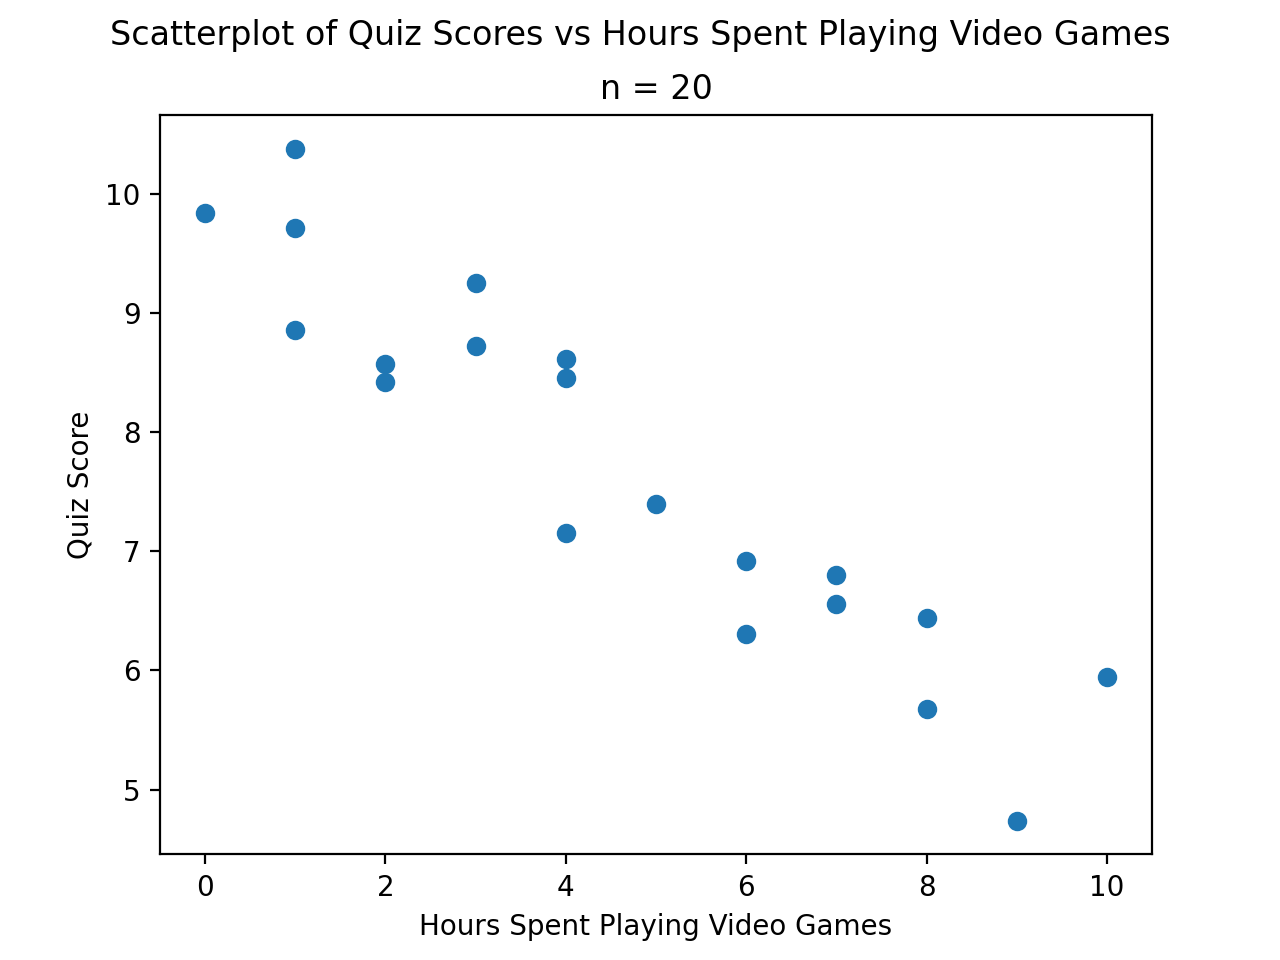 Scatterplot of Quiz Scores vs Hours Spent Playing Video Games
n = 20
10
9
8
7
6
5
Quiz Score
0 2 4 6 8 10
Hours Spent Playing Video Games